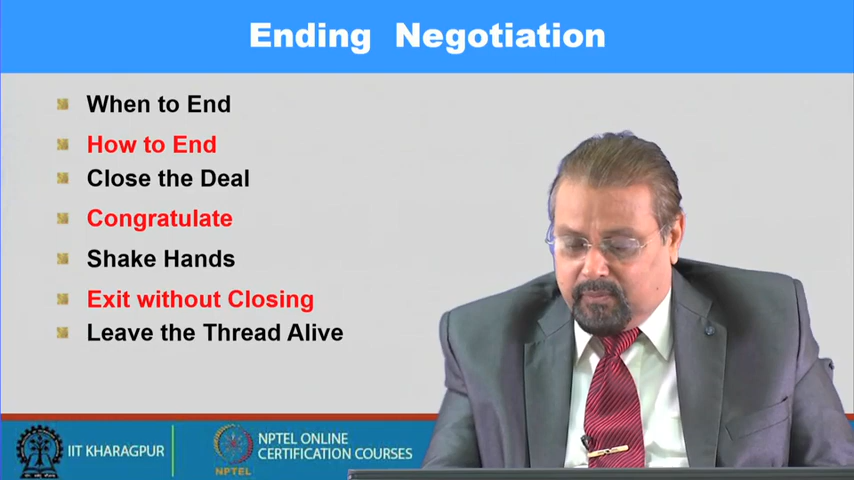 Ending Negotiation
When to End
How to End
Close the Deal
Congratulate
Shake Hands
Exit without Closing
Leave the Thread Alive
IIT KHARAGPUR
NPTEL
NPTEL ONLINE
CERTIFICATION COURSES